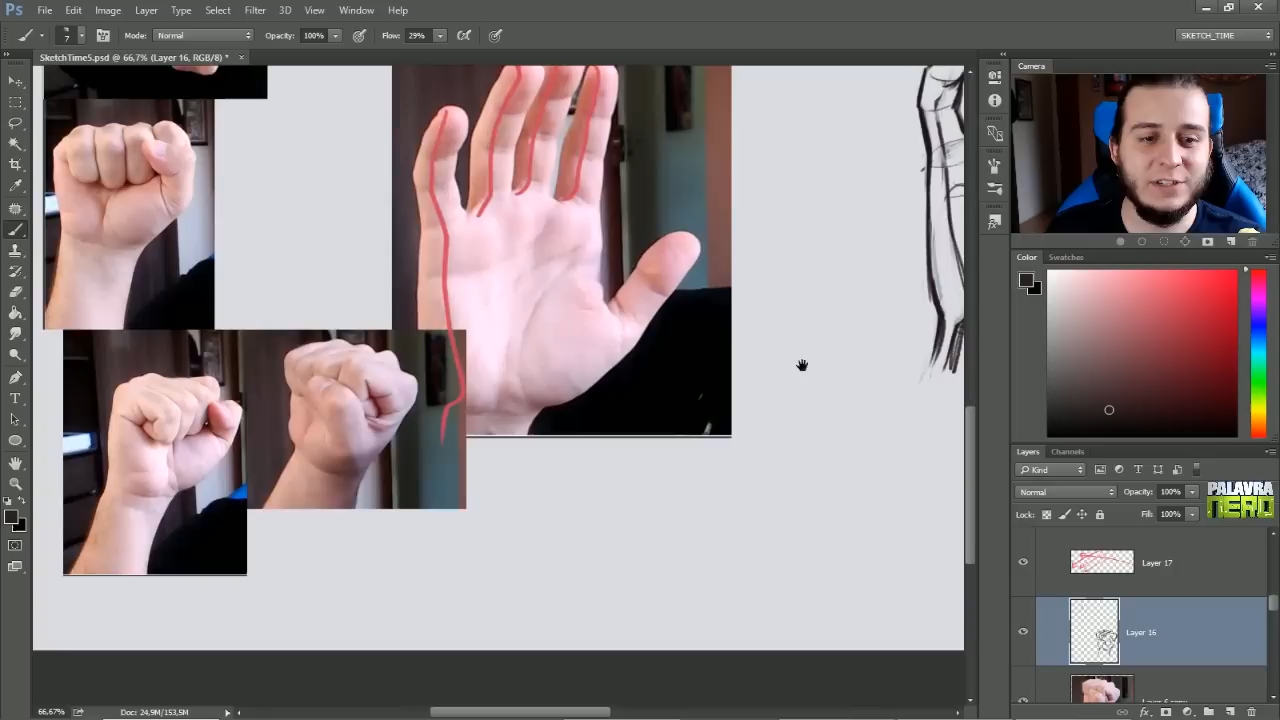 Ps File Edit Image Layer Type Select Filter 3D View Window Help
7 Mode: Normal Opacity: 100% Flow: 29% SKETCH_TIME
SketchTime5.psd @ 66,7% (Layer 16, RGB/8) *
Camera
Color Swatches
Layers Channels
Kind
Normal Opacity: 100%
Lock: Fill: 100%
PALAVRA
NERD
Layer 17
Layer 16
66,67% Doc: 24,9M/153,5M